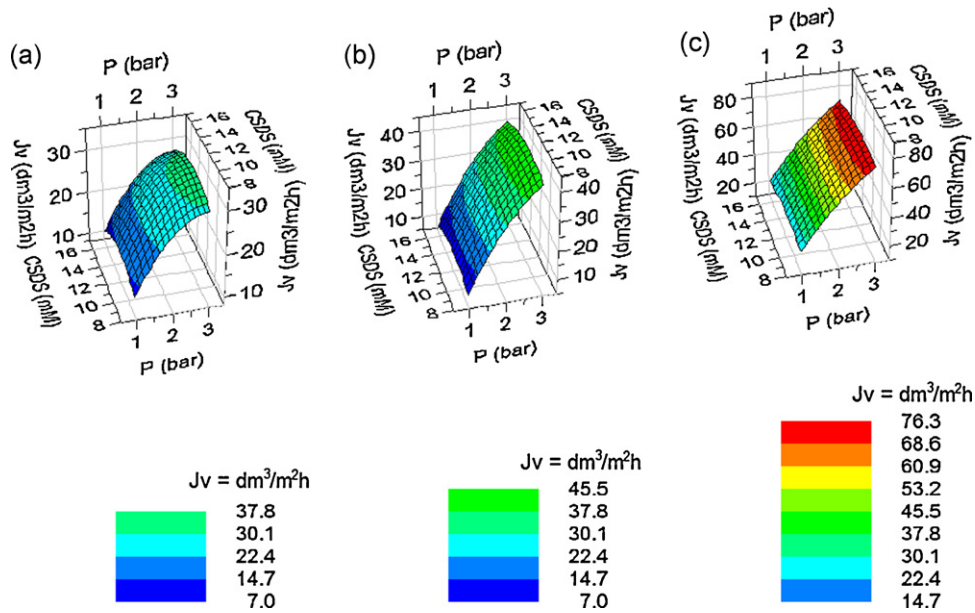 (a)
P (bar)
1 2 3
CSDS (mM)
16
14
12
10
8
Jv (dm3/m2h)
30
20
10
Jv (dm3/m2h)
30
20
10
CSDS (mM)
16
14
12
10
8
1 2 3
P (bar)
(b)
P (bar)
1 2 3
CSDS (mM)
16
14
12
10
8
Jv (dm3/m2h)
40
30
20
10
Jv (dm3/m2h)
40
30
20
10
CSDS (mM)
16
14
12
10
8
1 2 3
P (bar)
(c)
P (bar)
1 2 3
CSDS (mM)
16
14
12
10
8
Jv (dm3/m2h)
80
60
40
20
Jv (dm3/m2h)
80
60
40
20
CSDS (mM)
16
14
12
10
8
1 2 3
P (bar)
Jv = dm³/m²h
37.8
30.1
22.4
14.7
7.0
Jv = dm³/m²h
45.5
37.8
30.1
22.4
14.7
7.0
Jv = dm³/m²h
76.3
68.6
60.9
53.2
45.5
37.8
30.1
22.4
14.7